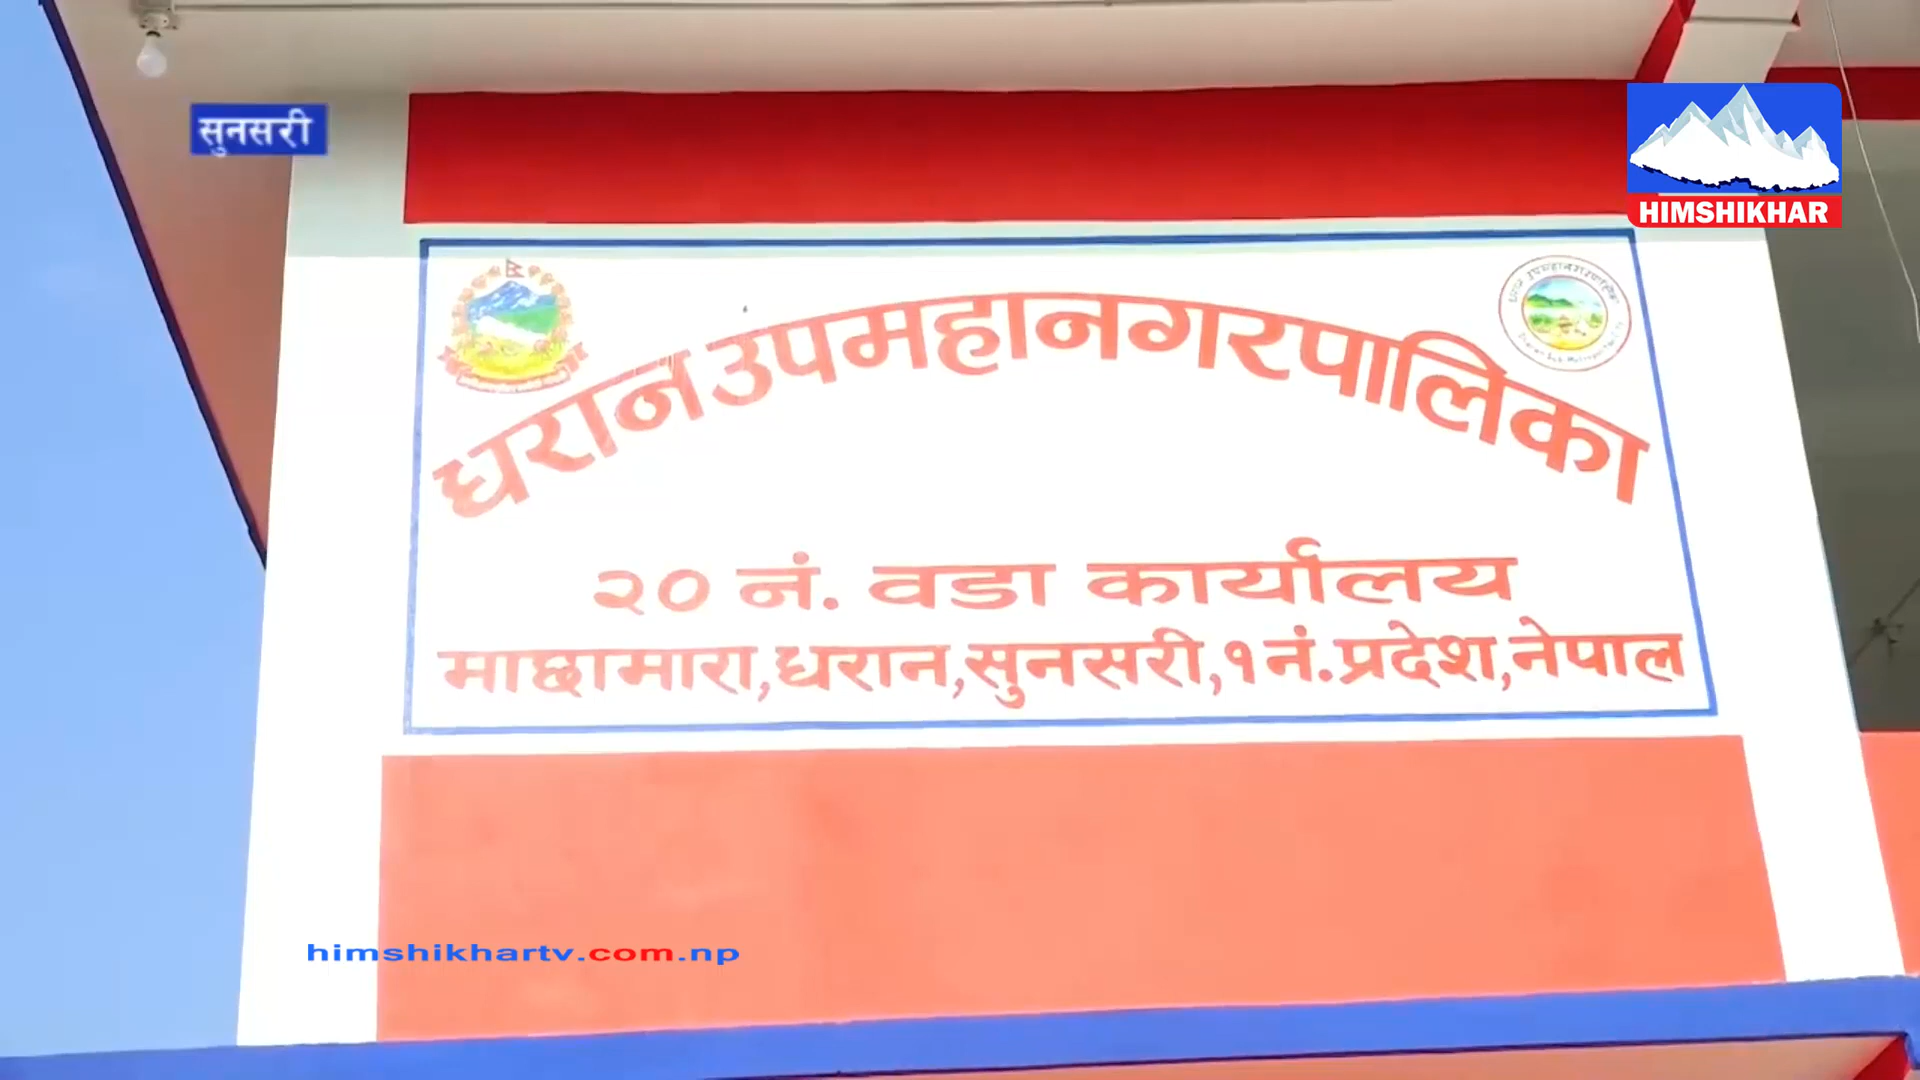 सुनसरी
HIMSHIKHAR
धरान उपमहानगरपालिका
२० नं. वडा कार्यालय
माछामारा,धरान,सुनसरी,१नं.प्रदेश,नेपाल
himshikhartv.com.np